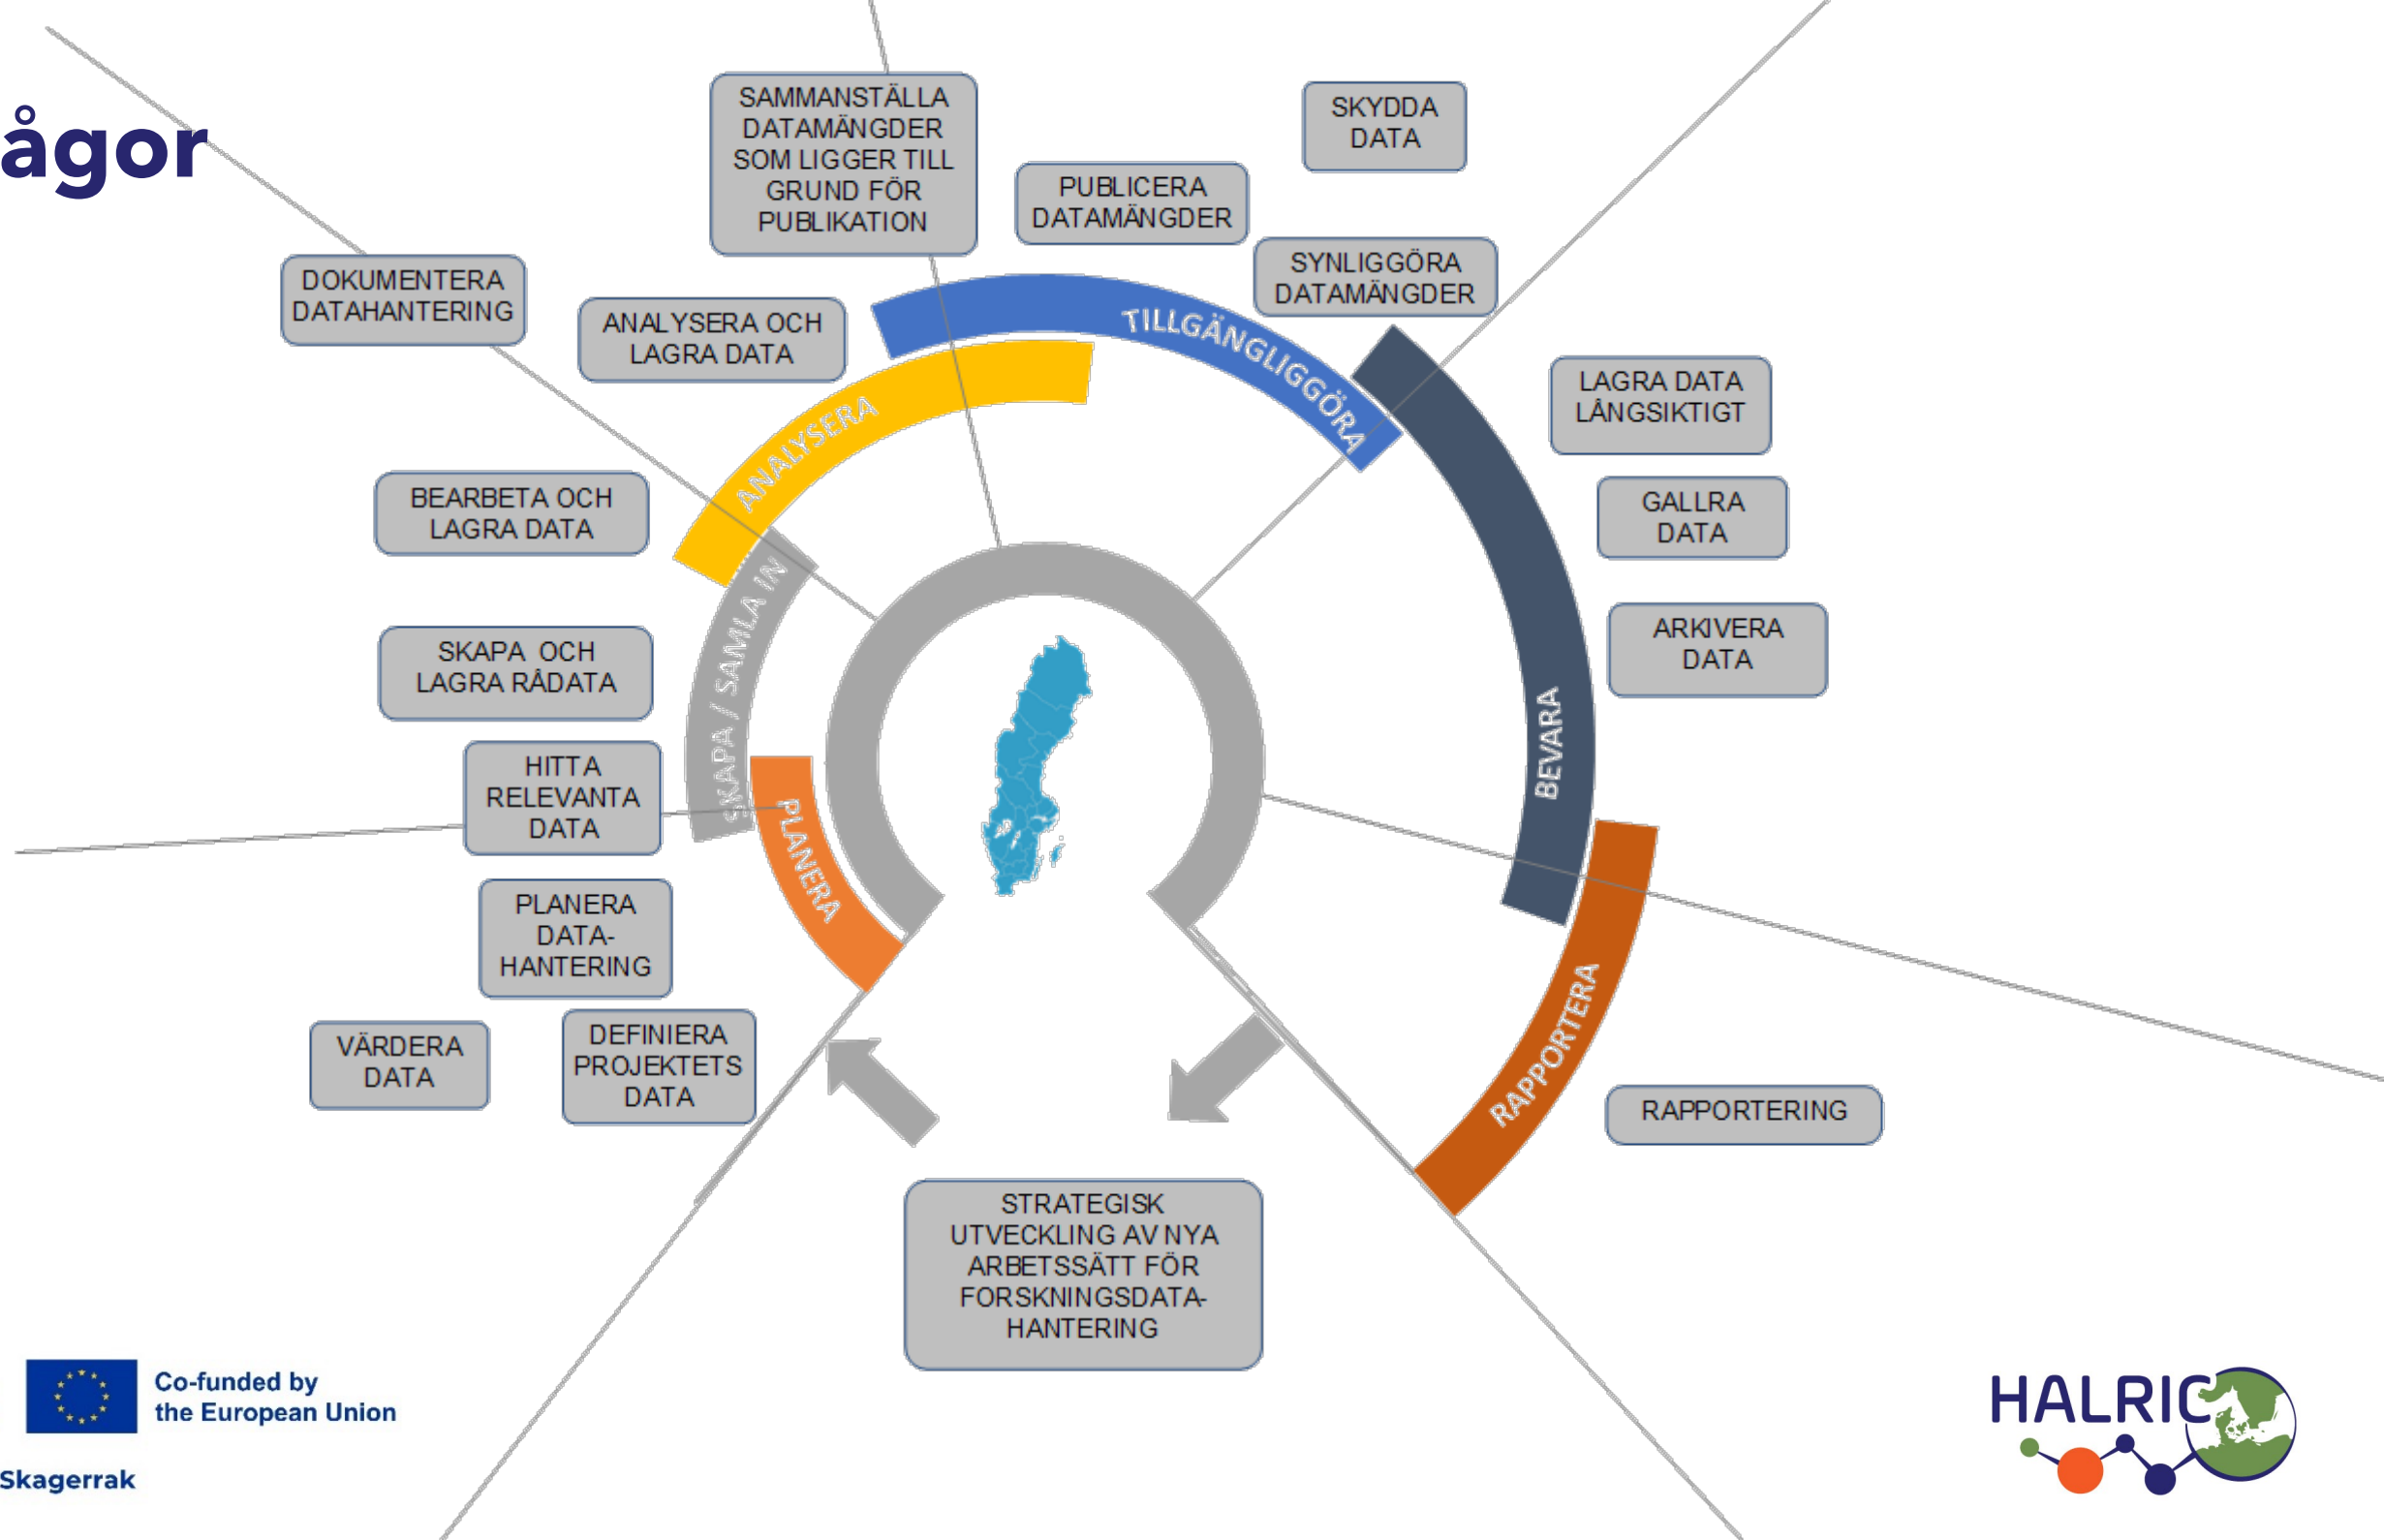 ågor
SAMMANSTÄLLA
DATAMÄNGDER
SOM LIGGER TILL
GRUND FÖR
PUBLIKATION
SKYDDA
DATA
PUBLICERA
DATAMÄNGDER
SYNLIGGÖRA
DATAMÄNGDER
DOKUMENTERA
DATAHANTERING
ANALYSERA OCH
LAGRA DATA
TILLGÄNGLIGGÖRA
ANALYSERA
LAGRA DATA
LÅNGSIKTIGT
BEARBETA OCH
LAGRA DATA
GALLRA
DATA
SKAPA / SAMLA IN
SKAPA OCH
LAGRA RÅDATA
ARKIVERA
DATA
BEVARA
HITTA
RELEVANTA
DATA
PLANERA
PLANERA
DATA-
HANTERING
RAPPORTERA
VÄRDERA
DATA
DEFINIERA
PROJEKTETS
DATA
RAPPORTERING
STRATEGISK
UTVECKLING AV NYA
ARBETSSÄTT FÖR
FORSKNINGSDATA-
HANTERING
Co-funded by
the European Union
Skagerrak
HALRIC